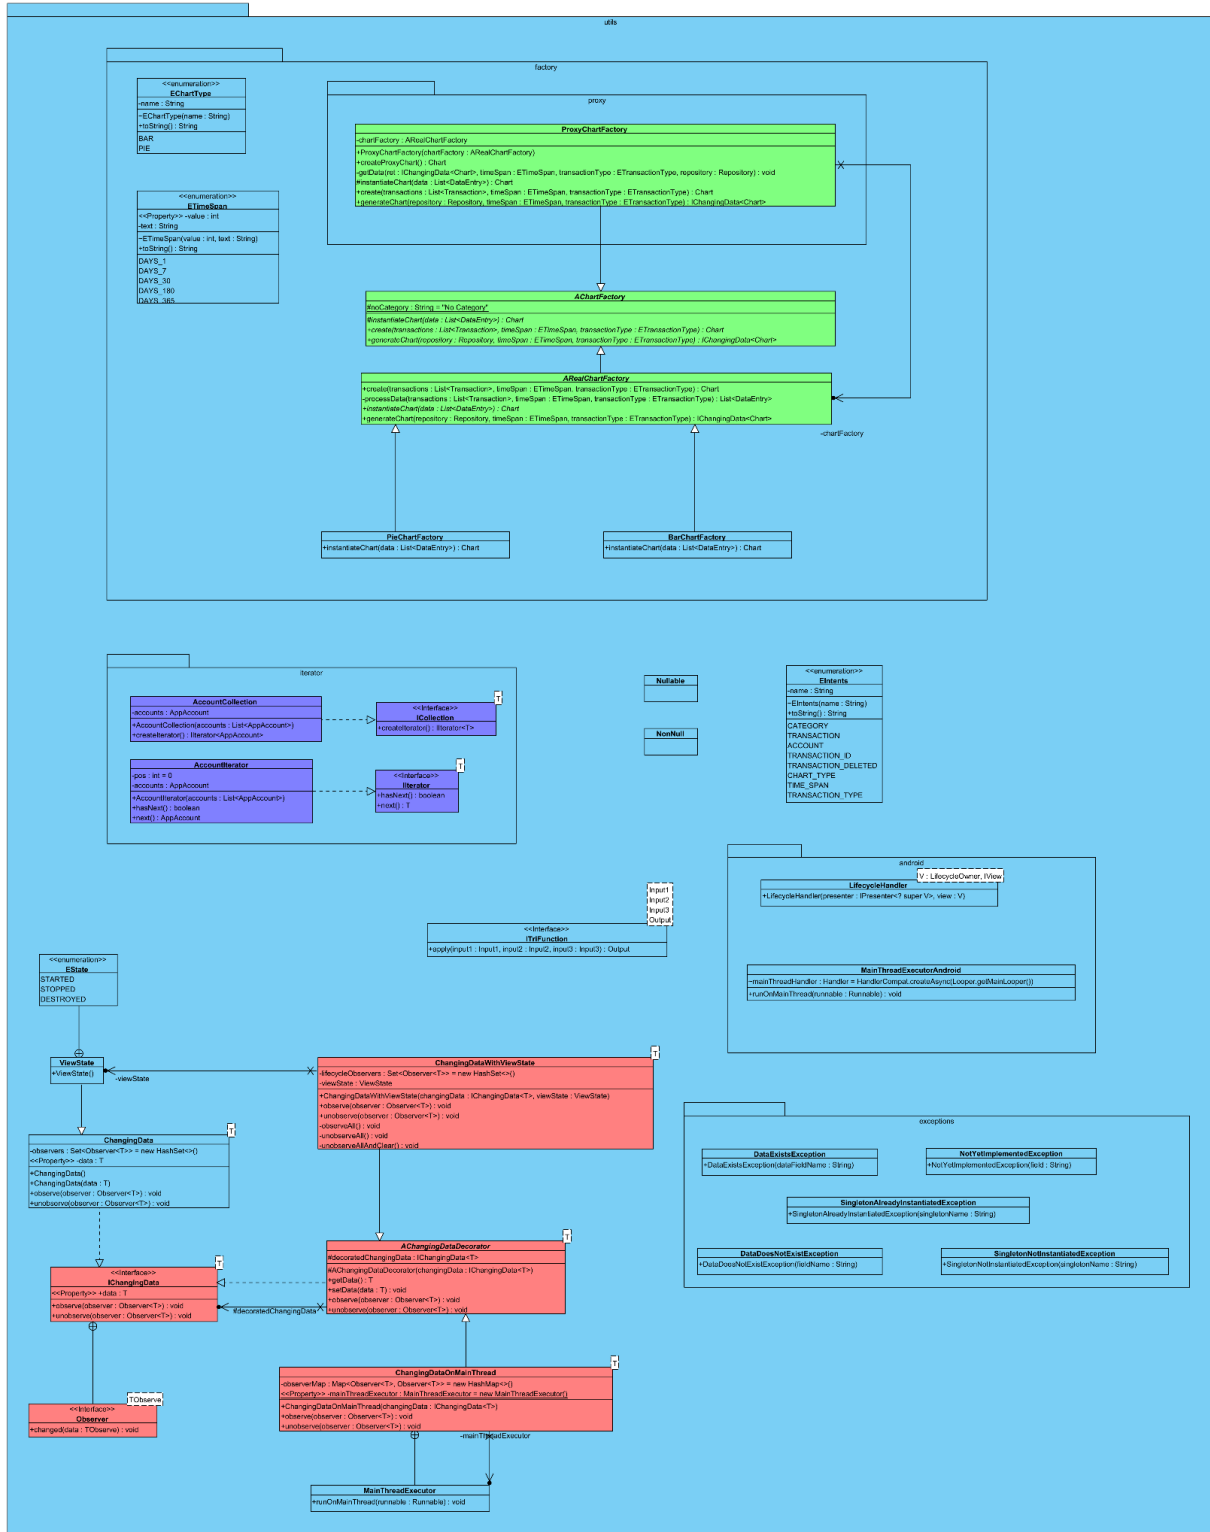 utils
factory
<<enumeration>>
EChartType
-name : String
~EChartType(name : String)
+toString() : String
BAR
PIE
proxy
ProxyChartFactory
-chartFactory : ARealChartFactory
+ProxyChartFactory(chartFactory : ARealChartFactory)
+createProxyChart() : Chart
-getData(ret : IChangingData<Chart>, timeSpan : ETimeSpan, transactionType : ETransactionType, repository : Repository) : void
#instantiateChart(data : List<DataEntry>) : Chart
+create(transactions : List<Transaction>, timeSpan : ETimeSpan, transactionType : ETransactionType) : Chart
+generateChart(repository : Repository, timeSpan : ETimeSpan, transactionType : ETransactionType) : IChangingData<Chart>
<<enumeration>>
ETimeSpan
<<Property>> -value : int
-text : String
~ETimeSpan(value : int, text : String)
+toString() : String
DAYS_1
DAYS_7
DAYS_30
DAYS_180
DAYS_365
AChartFactory
#noCategory : String = "No Category"
#instantiateChart(data : List<DataEntry>) : Chart
+create(transactions : List<Transaction>, timeSpan : ETimeSpan, transactionType : ETransactionType) : Chart
+generateChart(repository : Repository, timeSpan : ETimeSpan, transactionType : ETransactionType) : IChangingData<Chart>
ARealChartFactory
+create(transactions : List<Transaction>, timeSpan : ETimeSpan, transactionType : ETransactionType) : Chart
-processData(transactions : List<Transaction>, timeSpan : ETimeSpan, transactionType : ETransactionType) : List<DataEntry>
+instantiateChart(data : List<DataEntry>) : Chart
+generateChart(repository : Repository, timeSpan : ETimeSpan, transactionType : ETransactionType) : IChangingData<Chart>
-chartFactory
PieChartFactory
+instantiateChart(data : List<DataEntry>) : Chart
BarChartFactory
+instantiateChart(data : List<DataEntry>) : Chart
iterator
AccountCollection
-accounts : AppAccount
+AccountCollection(accounts : List<AppAccount>)
+createIterator() : IIterator<AppAccount>
T
<<Interface>>
ICollection
+createIterator() : IIterator<T>
AccountIterator
-pos : int = 0
-accounts : AppAccount
+AccountIterator(accounts : List<AppAccount>)
+hasNext() : boolean
+next() : AppAccount
T
<<Interface>>
IIterator
+hasNext() : boolean
+next() : T
Nullable
NonNull
<<enumeration>>
EIntents
-name : String
~EIntents(name : String)
+toString() : String
CATEGORY
TRANSACTION
ACCOUNT
TRANSACTION_ID
TRANSACTION_DELETED
CHART_TYPE
TIME_SPAN
TRANSACTION_TYPE
android
V : LifecycleOwner, IView
LifecycleHandler
+LifecycleHandler(presenter : IPresenter<? super V>, view : V)
MainThreadExecutorAndroid
~mainThreadHandler : Handler = HandlerCompat.createAsync(Looper.getMainLooper())
+runOnMainThread(runnable : Runnable) : void
Input1
Input2
Input3
Output
<<Interface>>
ITriFunction
+apply(input1 : Input1, input2 : Input2, input3 : Input3) : Output
<<enumeration>>
EState
STARTED
STOPPED
DESTROYED
ViewState
+ViewState()
-viewState
T
ChangingDataWithViewState
-lifecycleObservers : Set<Observer<T>> = new HashSet<>()
-viewState : ViewState
+ChangingDataWithViewState(changingData : IChangingData<T>, viewState : ViewState)
+observe(observer : Observer<T>) : void
+unobserve(observer : Observer<T>) : void
-observeAll() : void
-unobserveAll() : void
-unobserveAllAndClear() : void
T
ChangingData
-observers : Set<Observer<T>> = new HashSet<>()
<<Property>> -data : T
+ChangingData()
+ChangingData(data : T)
+observe(observer : Observer<T>) : void
+unobserve(observer : Observer<T>) : void
exceptions
DataExistsException
+DataExistsException(dataFieldName : String)
NotYetImplementedException
+NotYetImplementedException(field : String)
SingletonAlreadyInstantiatedException
+SingletonAlreadyInstantiatedException(singletonName : String)
DataDoesNotExistException
+DataDoesNotExistException(fieldName : String)
SingletonNotInstantiatedException
+SingletonNotInstantiatedException(singletonName : String)
T
AChangingDataDecorator
#decoratedChangingData : IChangingData<T>
#AChangingDataDecorator(changingData : IChangingData<T>)
+getData() : T
+setData(data : T) : void
+observe(observer : Observer<T>) : void
+unobserve(observer : Observer<T>) : void
T
<<Interface>>
IChangingData
<<Property>> +data : T
+observe(observer : Observer<T>) : void
+unobserve(observer : Observer<T>) : void
#decoratedChangingData
T
ChangingDataOnMainThread
-observerMap : Map<Observer<T>, Observer<T>> = new HashMap<>()
<<Property>> -mainThreadExecutor : MainThreadExecutor = new MainThreadExecutor()
+ChangingDataOnMainThread(changingData : IChangingData<T>)
+observe(observer : Observer<T>) : void
+unobserve(observer : Observer<T>) : void
-mainThreadExecutor
TObserve
<<Interface>>
Observer
+changed(data : TObserve) : void
MainThreadExecutor
+runOnMainThread(runnable : Runnable) : void